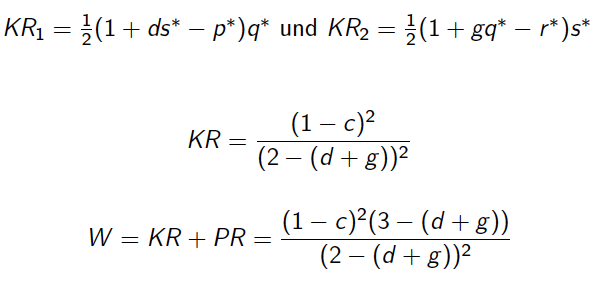 KR₁ = ½(1 + ds* − p*)q* und KR₂ = ½(1 + gq* − r*)s*
KR = (1 − c)² / (2 − (d + g))²
W = KR + PR = (1 − c)²(3 − (d + g)) / (2 − (d + g))²